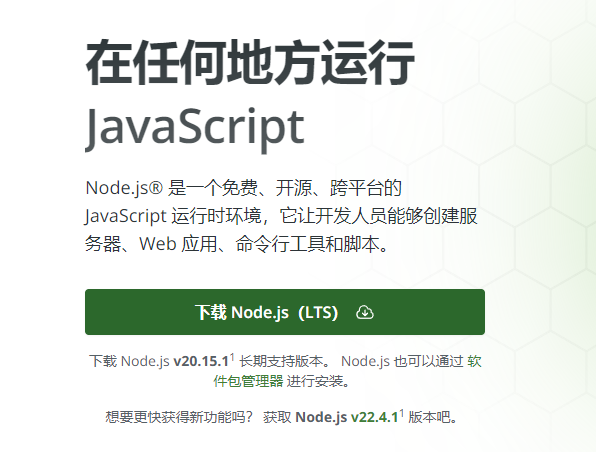 在任何地方运行
JavaScript
Node.js® 是一个免费、开源、跨平台的
JavaScript 运行时环境，它让开发人员能够创建服
务器、Web 应用、命令行工具和脚本。
下载 Node.js（LTS）
下载 Node.js v20.15.1¹ 长期支持版本。 Node.js 也可以通过 软
件包管理器 进行安装。
想要更快获得新功能吗？ 获取 Node.js v22.4.1¹ 版本吧。